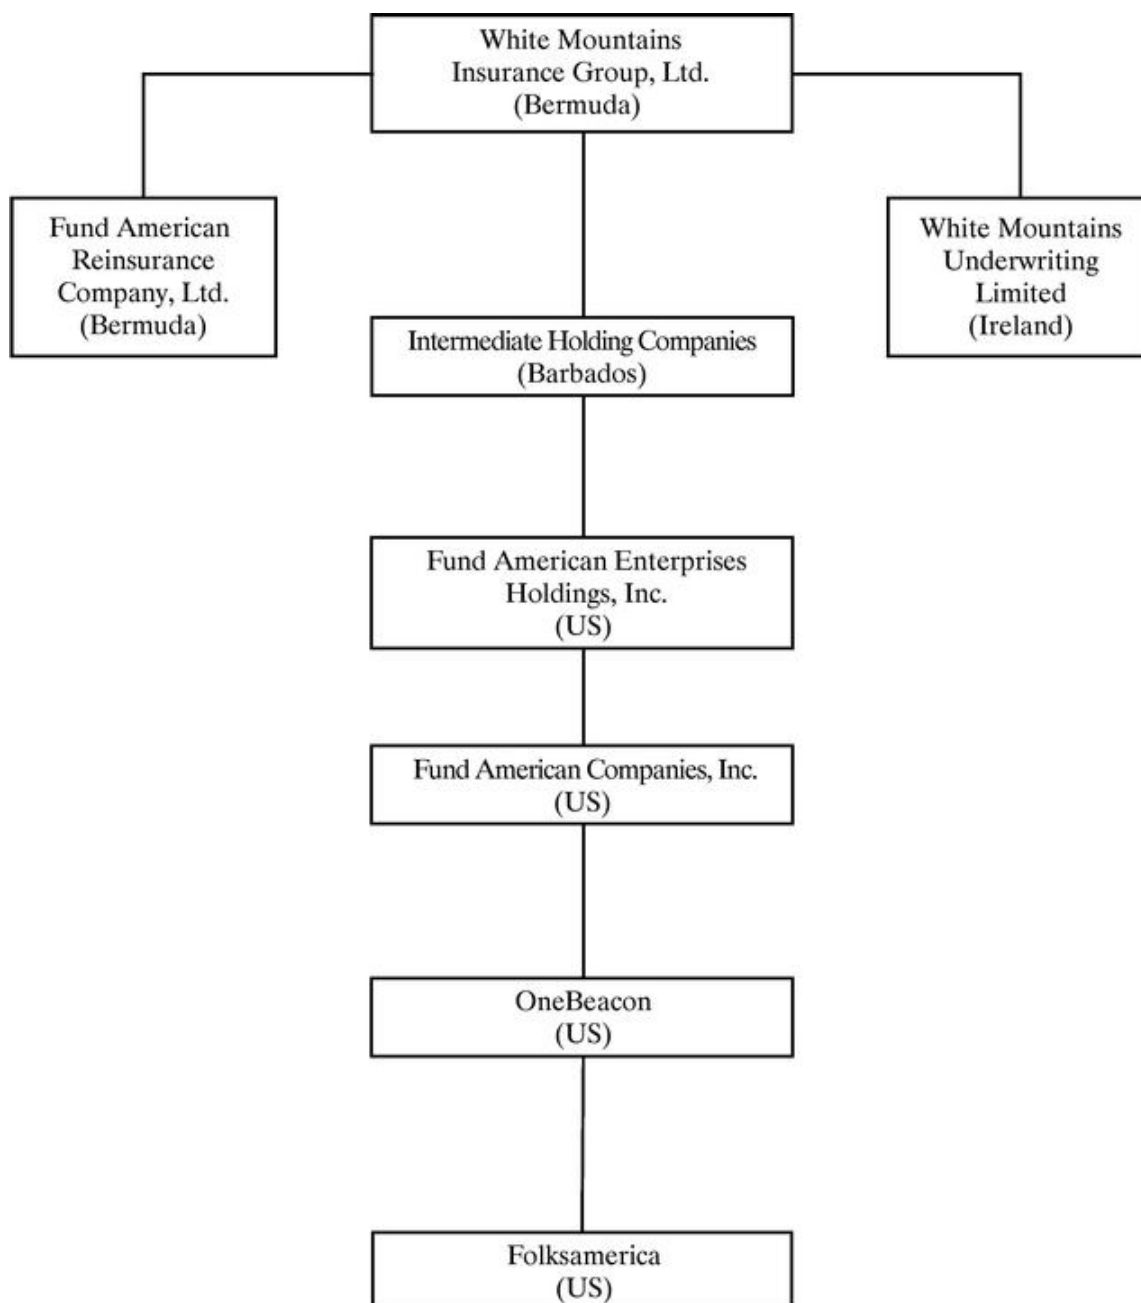 White Mountains
Insurance Group, Ltd.
(Bermuda)
Fund American
Reinsurance
Company, Ltd.
(Bermuda)
White Mountains
Underwriting
Limited
(Ireland)
Intermediate Holding Companies
(Barbados)
Fund American Enterprises
Holdings, Inc.
(US)
Fund American Companies, Inc.
(US)
OneBeacon
(US)
Folksamerica
(US)